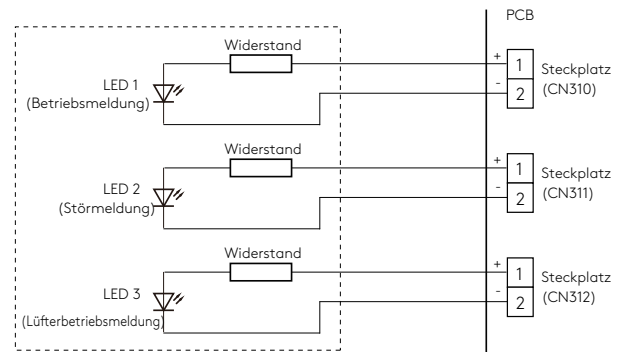 PCB
Widerstand
LED 1
(Betriebsmeldung)
+
1
-
2
Steckplatz
(CN310)
Widerstand
LED 2
(Störmeldung)
+
1
-
2
Steckplatz
(CN311)
Widerstand
LED 3
(Lüfterbetriebsmeldung)
+
1
-
2
Steckplatz
(CN312)